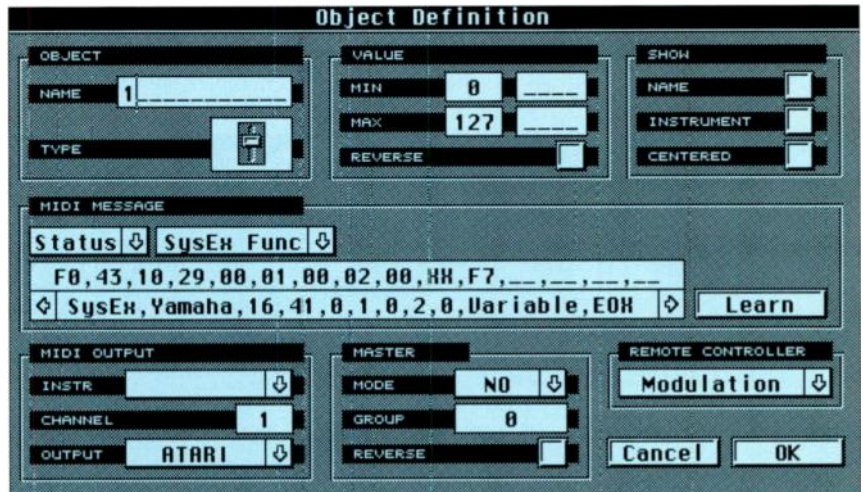 Object Definition
OBJECT
NAME 1____________
TYPE
VALUE
MIN 0 ____
MAX 127 ____
REVERSE
SHOW
NAME
INSTRUMENT
CENTERED
MIDI MESSAGE
Status SysEx Func
F0,43,10,29,00,01,00,02,00,XX,F7,__,__,__,__
SysEx,Yamaha,16,41,0,1,0,2,0,Variable,EOX
Learn
MIDI OUTPUT
INSTR
CHANNEL 1
OUTPUT ATARI
MASTER
MODE NO
GROUP 0
REVERSE
REMOTE CONTROLLER
Modulation
Cancel OK